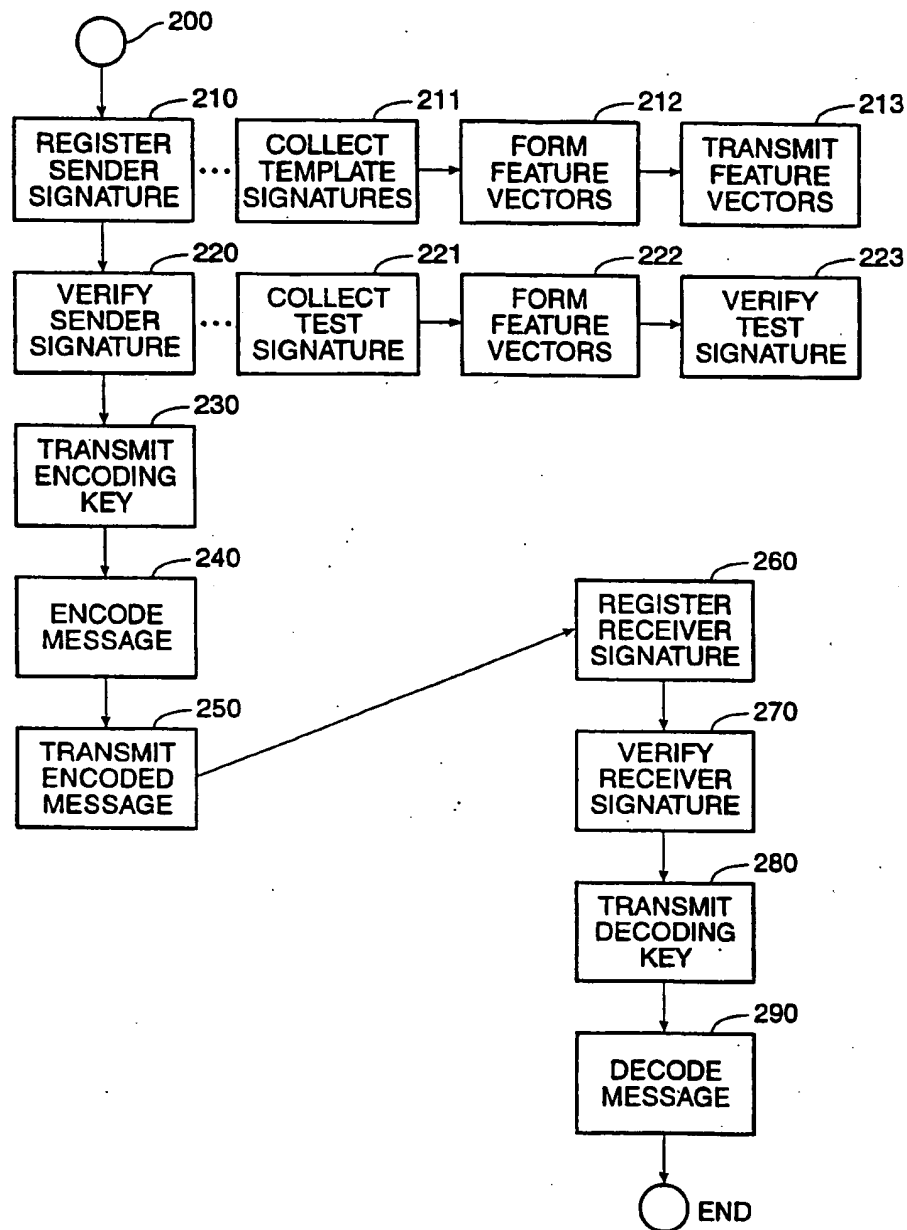 200
210
REGISTER
SENDER
SIGNATURE
211
COLLECT
TEMPLATE
SIGNATURES
212
FORM
FEATURE
VECTORS
213
TRANSMIT
FEATURE
VECTORS
220
VERIFY
SENDER
SIGNATURE
221
COLLECT
TEST
SIGNATURE
222
FORM
FEATURE
VECTORS
223
VERIFY
TEST
SIGNATURE
230
TRANSMIT
ENCODING
KEY
240
ENCODE
MESSAGE
250
TRANSMIT
ENCODED
MESSAGE
260
REGISTER
RECEIVER
SIGNATURE
270
VERIFY
RECEIVER
SIGNATURE
280
TRANSMIT
DECODING
KEY
290
DECODE
MESSAGE
END